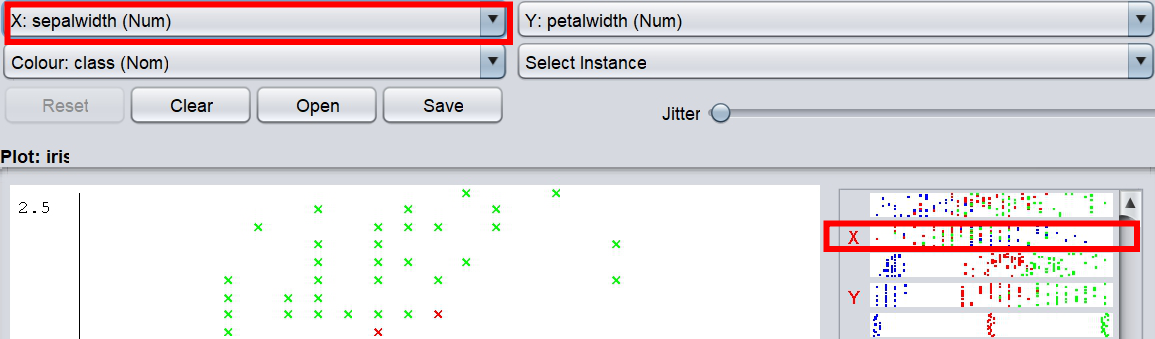 X: sepalwidth (Num) Y: petalwidth (Num)
Colour: class (Nom) Select Instance
Reset Clear Open Save Jitter
Plot: iris
2.5
X
Y